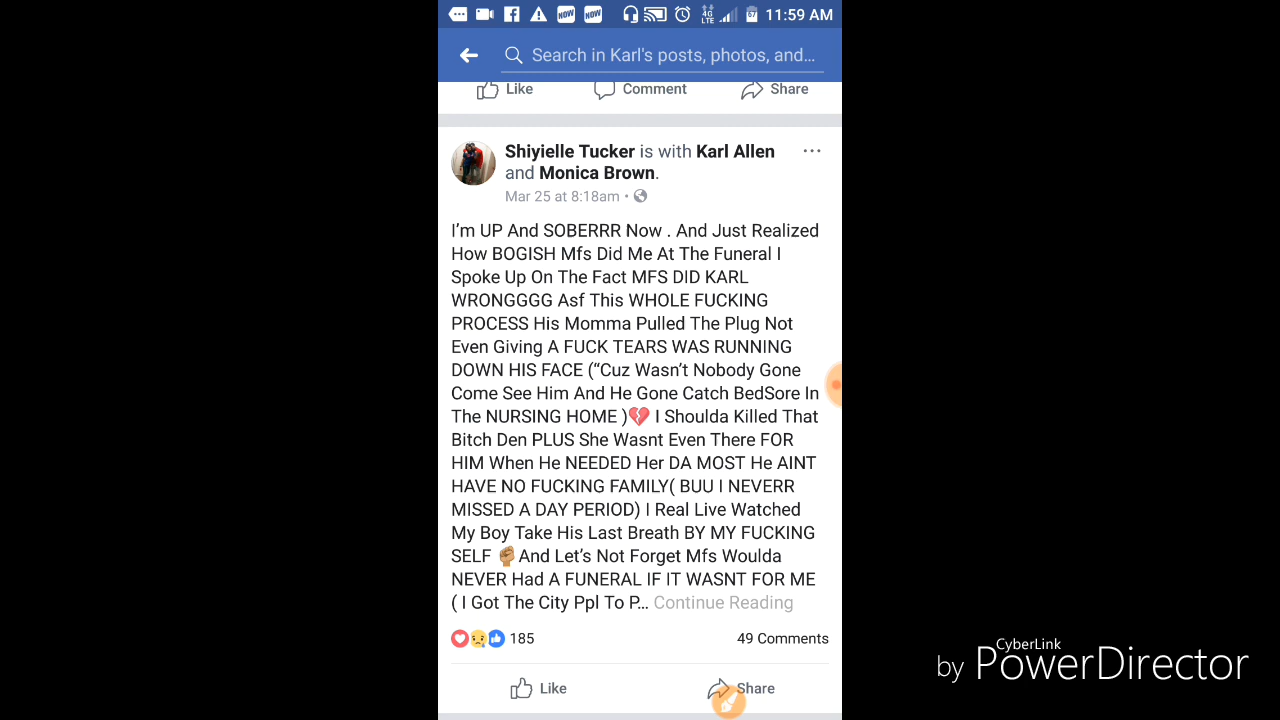 4G LTE 67 11:59 AM
NOW NOW
Search in Karl's posts, photos, and...
Like Comment Share
Shiyielle Tucker is with Karl Allen
and Monica Brown.
Mar 25 at 8:18am •
I'm UP And SOBERRR Now . And Just Realized
How BOGISH Mfs Did Me At The Funeral I
Spoke Up On The Fact MFS DID KARL
WRONGGGG Asf This WHOLE FUCKING
PROCESS His Momma Pulled The Plug Not
Even Giving A FUCK TEARS WAS RUNNING
DOWN HIS FACE ("Cuz Wasn't Nobody Gone
Come See Him And He Gone Catch BedSore In
The NURSING HOME )💔 I Shoulda Killed That
Bitch Den PLUS She Wasnt Even There FOR
HIM When He NEEDED Her DA MOST He AINT
HAVE NO FUCKING FAMILY( BUU I NEVERR
MISSED A DAY PERIOD) I Real Live Watched
My Boy Take His Last Breath BY MY FUCKING
SELF ✊🏽And Let's Not Forget Mfs Woulda
NEVER Had A FUNERAL IF IT WASNT FOR ME
( I Got The City Ppl To P... Continue Reading
185 49 Comments
Like Share
CyberLink
by PowerDirector